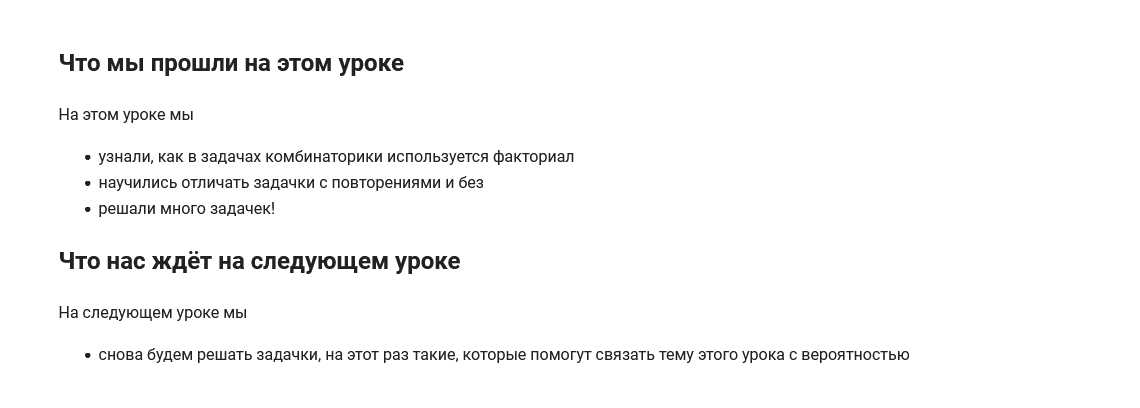 Что мы прошли на этом уроке
На этом уроке мы
• узнали, как в задачах комбинаторики используется факториал
• научились отличать задачки с повторениями и без
• решали много задачек!
Что нас ждёт на следующем уроке
На следующем уроке мы
• снова будем решать задачки, на этот раз такие, которые помогут связать тему этого урока с вероятностью